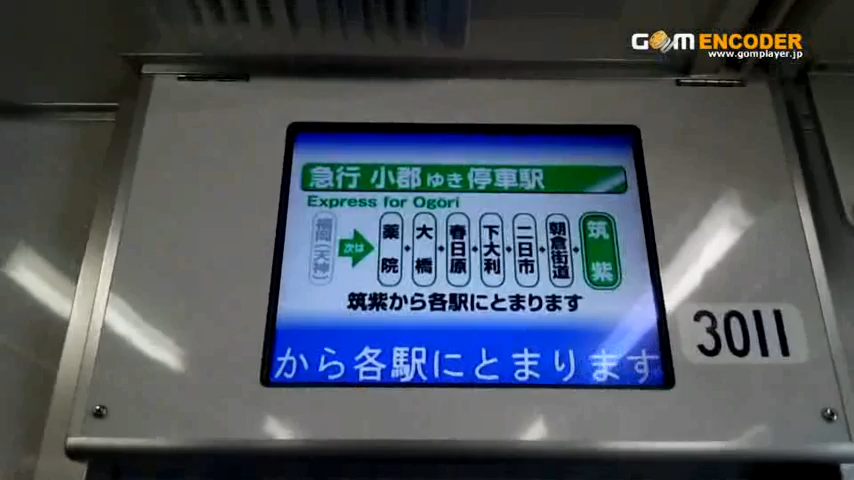 GOM ENCODER
www.gomplayer.jp
急行 小郡 ゆき 停車駅
Express for Ogōri
福岡(天神)
次は
薬院
大橋
春日原
下大利
二日市
朝倉街道
筑紫
筑紫から各駅にとまります
から各駅にとまります
3011